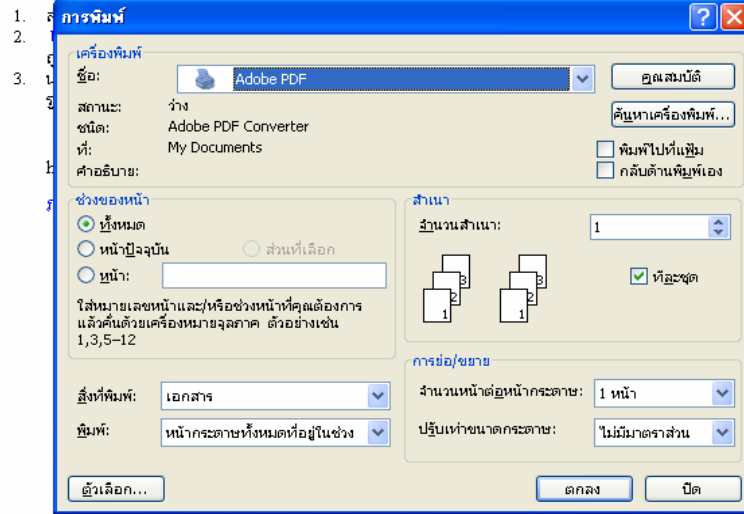 1.
2.
3.
การพิมพ์
เครื่องพิมพ์
ชื่อ: Adobe PDF คุณสมบัติ
สถานะ: ว่าง ค้นหาเครื่องพิมพ์...
ชนิด: Adobe PDF Converter
ที่: My Documents พิมพ์ไปที่แฟ้ม
คำอธิบาย: กลับด้านพิมพ์เอง
ช่วงของหน้า สำเนา
ทั้งหมด จำนวนสำเนา: 1
หน้าปัจจุบัน ส่วนที่เลือก
หน้า: ทีละชุด
ใส่หมายเลขหน้าและ/หรือช่วงหน้าที่คุณต้องการ
แล้วคั่นด้วยเครื่องหมายจุลภาค ตัวอย่างเช่น
1,3,5–12
3 3
2 2
1 1
การย่อ/ขยาย
สิ่งที่พิมพ์: เอกสาร จำนวนหน้าต่อหน้ากระดาษ: 1 หน้า
พิมพ์: หน้ากระดาษทั้งหมดที่อยู่ในช่วง ปรับเท่าขนาดกระดาษ: ไม่มีมาตราส่วน
ตัวเลือก... ตกลง ปิด